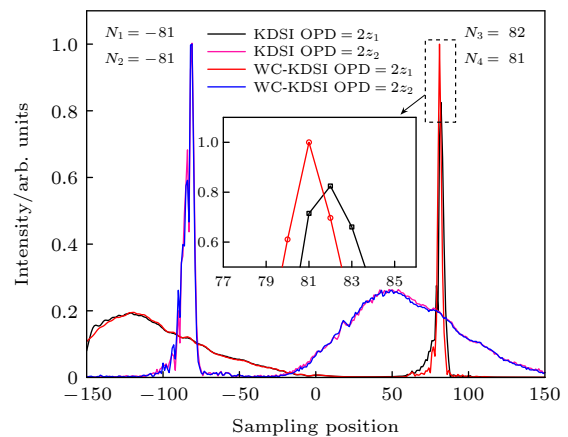 N₁ = −81
N₂ = −81
KDSI OPD = 2z₁
KDSI OPD = 2z₂
WC-KDSI OPD = 2z₁
WC-KDSI OPD = 2z₂
N₃ = 82
N₄ = 81
1.0
0.8
0.6
0.4
0.2
0
Intensity/arb. units
1.0
0.8
0.6
77 79 81 83 85
−150 −100 −50 0 50 100 150
Sampling position